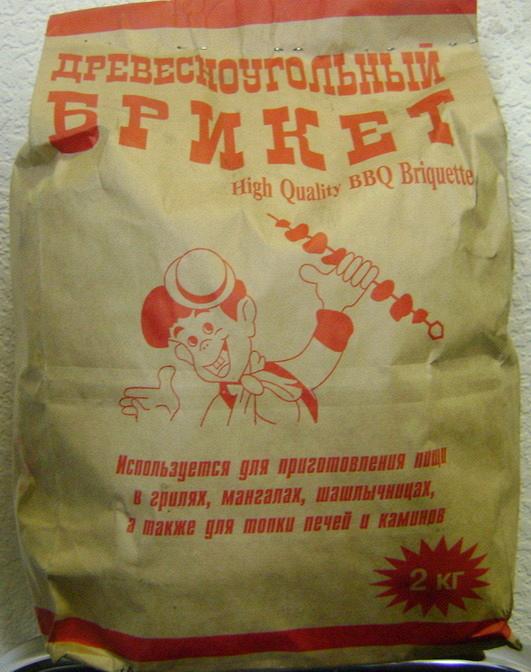 ДРЕВЕСНОУГОЛЬНЫЙ
БРИКЕТ
High Quality BBQ Briquette
Используется для приготовления пищи
в грилях, мангалах, шашлычницах,
а также для топки печей и каминов
2 кг